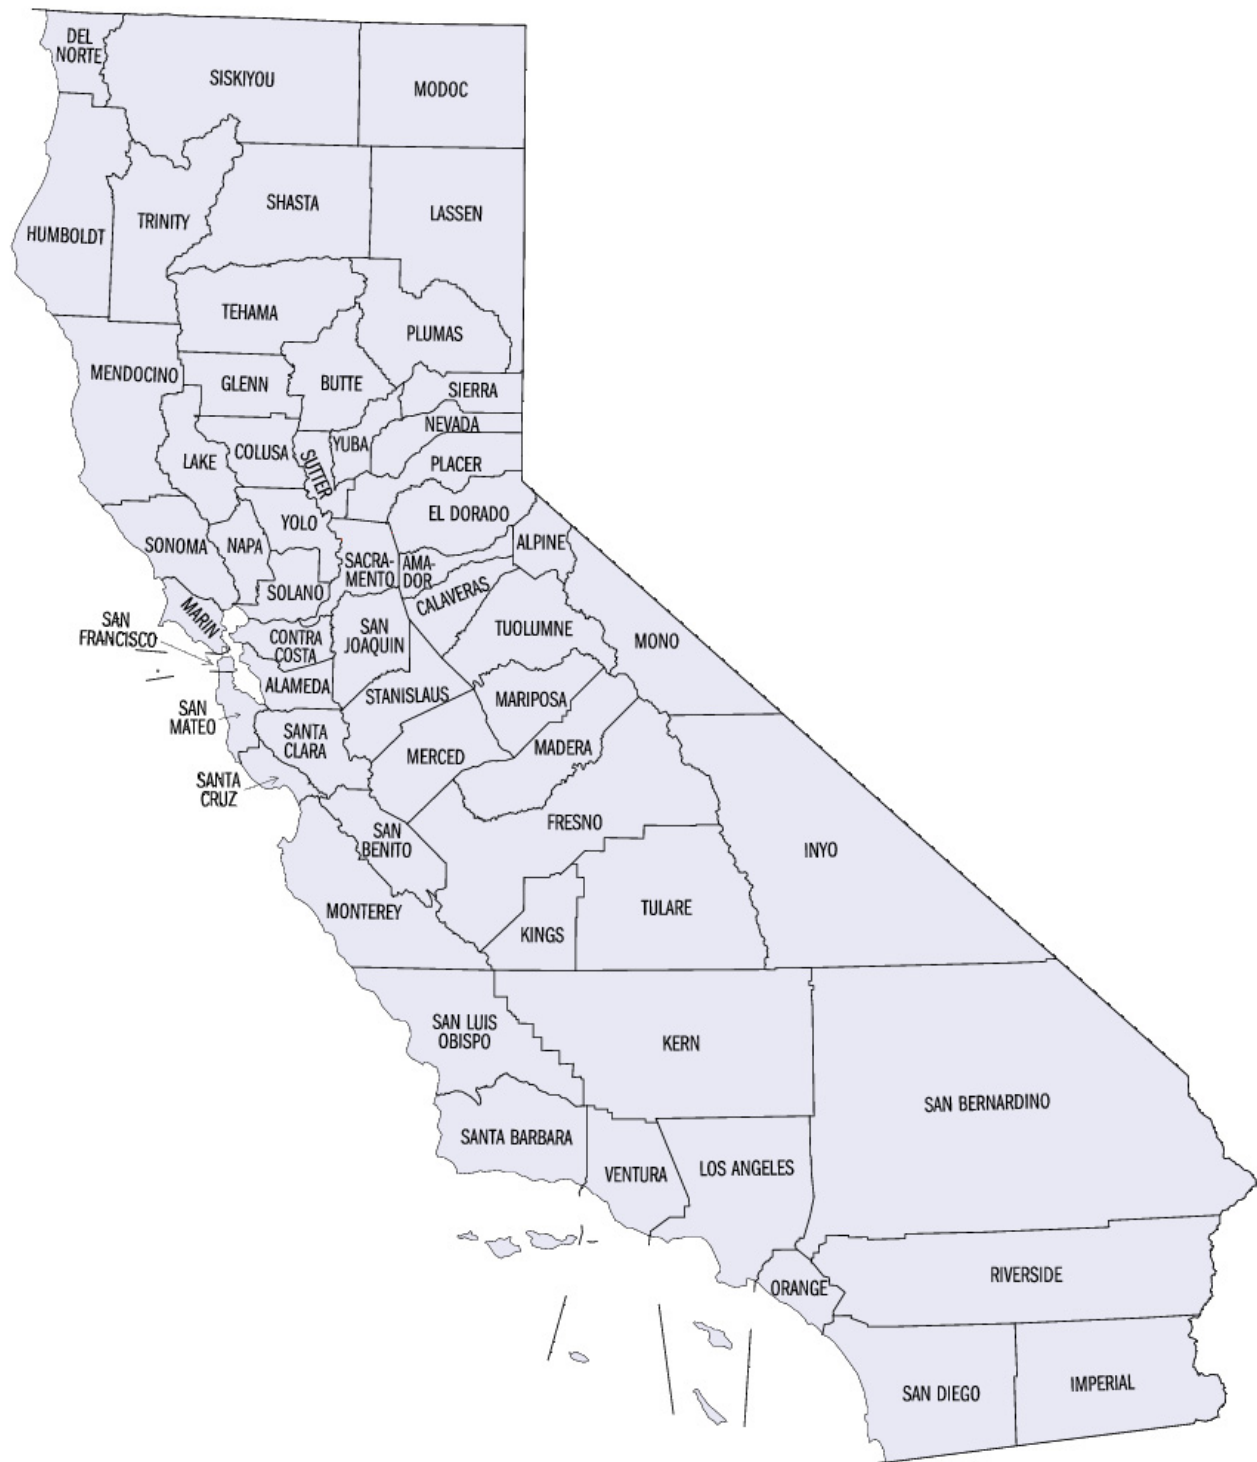 DEL
NORTE
SISKIYOU
MODOC
SHASTA
LASSEN
TRINITY
HUMBOLDT
TEHAMA
PLUMAS
MENDOCINO
GLENN
BUTTE
SIERRA
NEVADA
YUBA
COLUSA
SUTTER
LAKE
PLACER
EL DORADO
YOLO
SONOMA
NAPA
ALPINE
SACRA-
MENTO
AMA-
DOR
SOLANO
CALAVERAS
MARIN
SAN
FRANCISCO
CONTRA
COSTA
SAN
JOAQUIN
TUOLUMNE
MONO
ALAMEDA
STANISLAUS
MARIPOSA
SAN
MATEO
SANTA
CLARA
MERCED
MADERA
SANTA
CRUZ
FRESNO
SAN
BENITO
INYO
MONTEREY
TULARE
KINGS
SAN LUIS
OBISPO
KERN
SAN BERNARDINO
SANTA BARBARA
VENTURA
LOS ANGELES
ORANGE
RIVERSIDE
SAN DIEGO
IMPERIAL